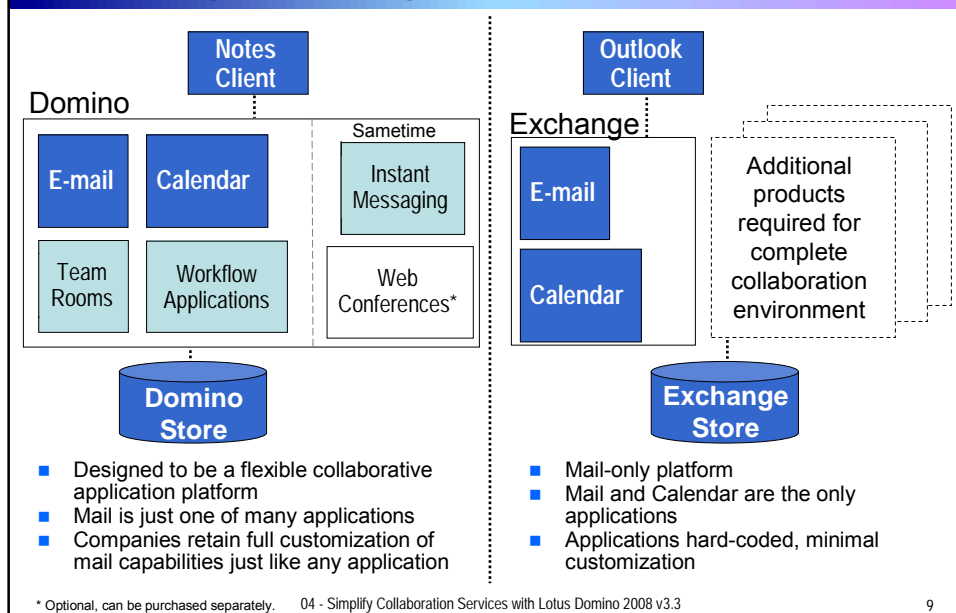 Notes
Client
Domino
E-mail
Calendar
Team
Rooms
Workflow
Applications
Sametime
Instant
Messaging
Web
Conferences*
Domino
Store
Designed to be a flexible collaborative
application platform
Mail is just one of many applications
Companies retain full customization of
mail capabilities just like any application
Outlook
Client
Exchange
E-mail
Calendar
Additional
products
required for
complete
collaboration
environment
Exchange
Store
Mail-only platform
Mail and Calendar are the only
applications
Applications hard-coded, minimal
customization
* Optional, can be purchased separately. 04 - Simplify Collaboration Services with Lotus Domino 2008 v3.3 9